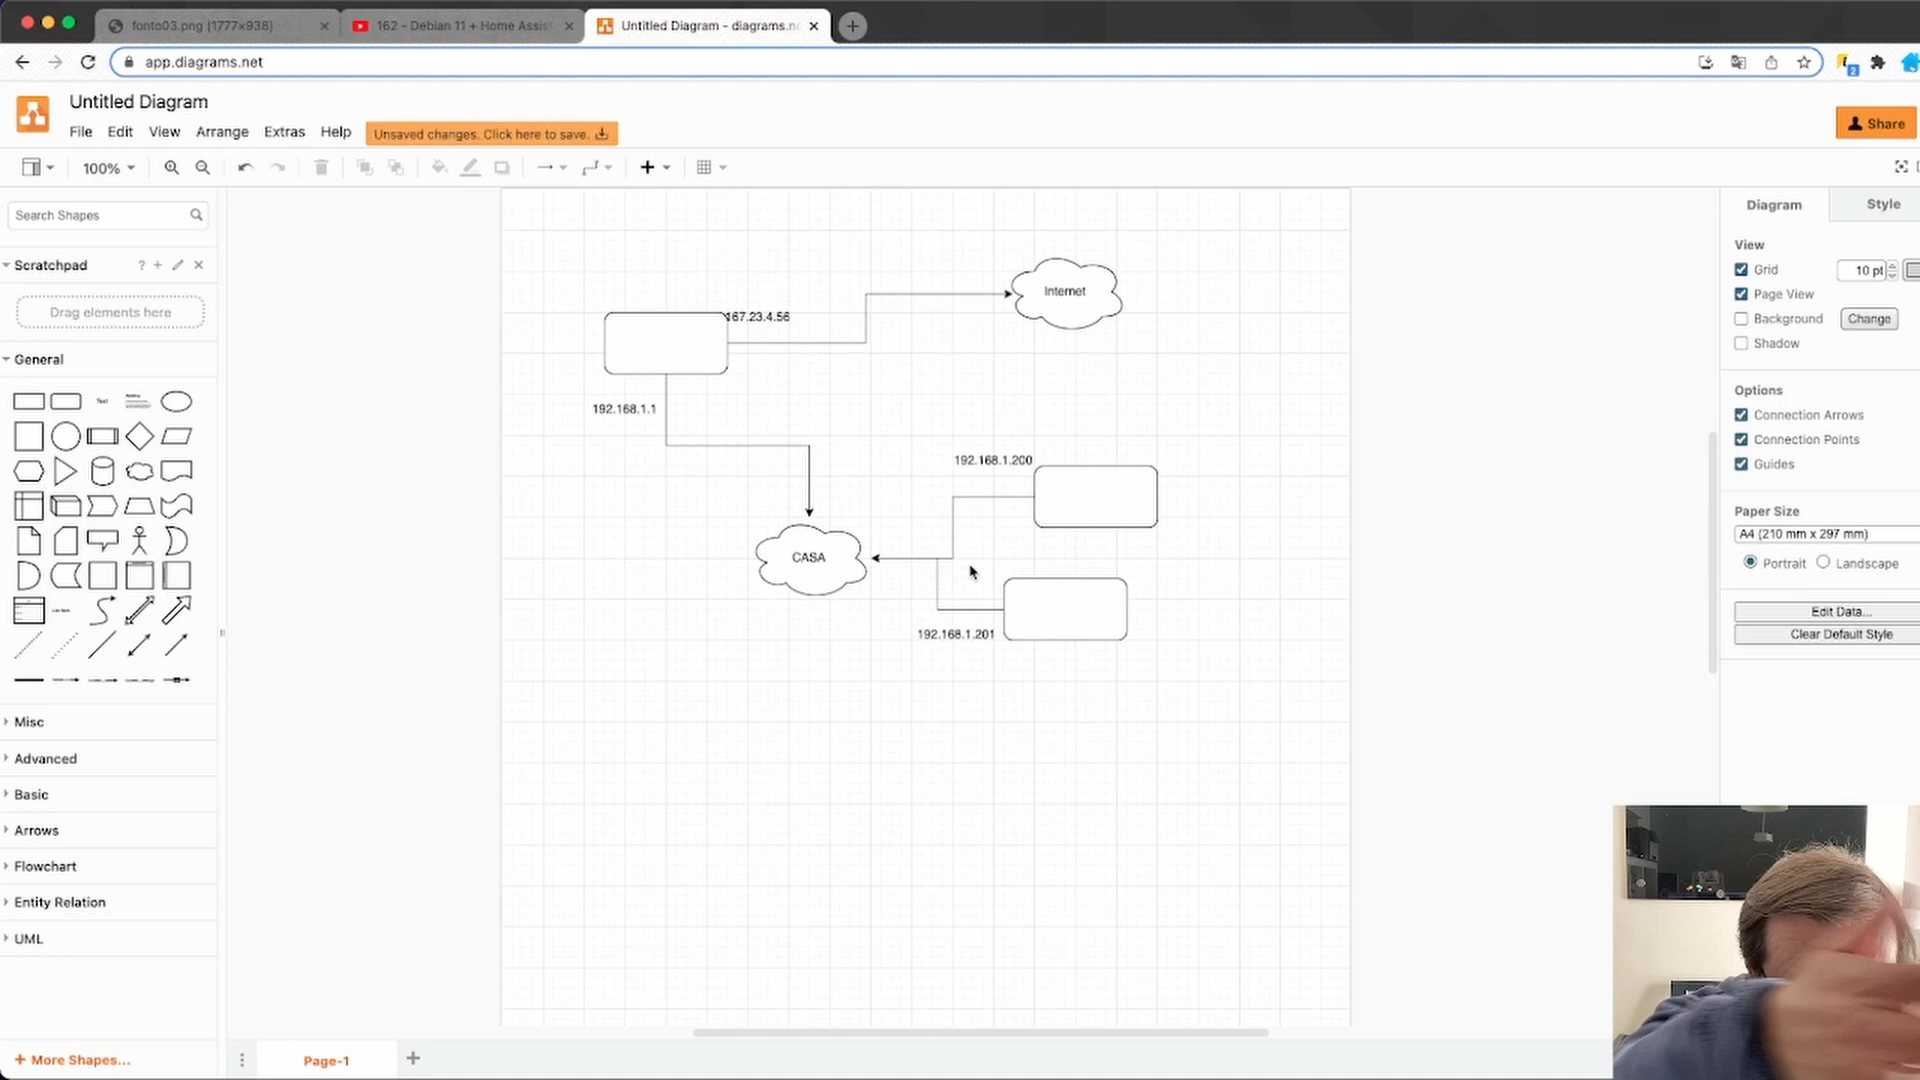 fonto03.png (1777×938)
162 - Debian 11 + Home Assis
Untitled Diagram - diagrams.n
app.diagrams.net
2
Untitled Diagram
File Edit View Arrange Extras Help
Unsaved changes. Click here to save.
Share
100%
Search Shapes
Scratchpad
Drag elements here
General
Text
Misc
Advanced
Basic
Arrows
Flowchart
Entity Relation
UML
+ More Shapes...
Internet
167.23.4.56
192.168.1.1
192.168.1.200
CASA
192.168.1.201
Page-1
Diagram Style
View
Grid 10 pt
Page View
Background Change
Shadow
Options
Connection Arrows
Connection Points
Guides
Paper Size
A4 (210 mm x 297 mm)
Portrait Landscape
Edit Data...
Clear Default Style